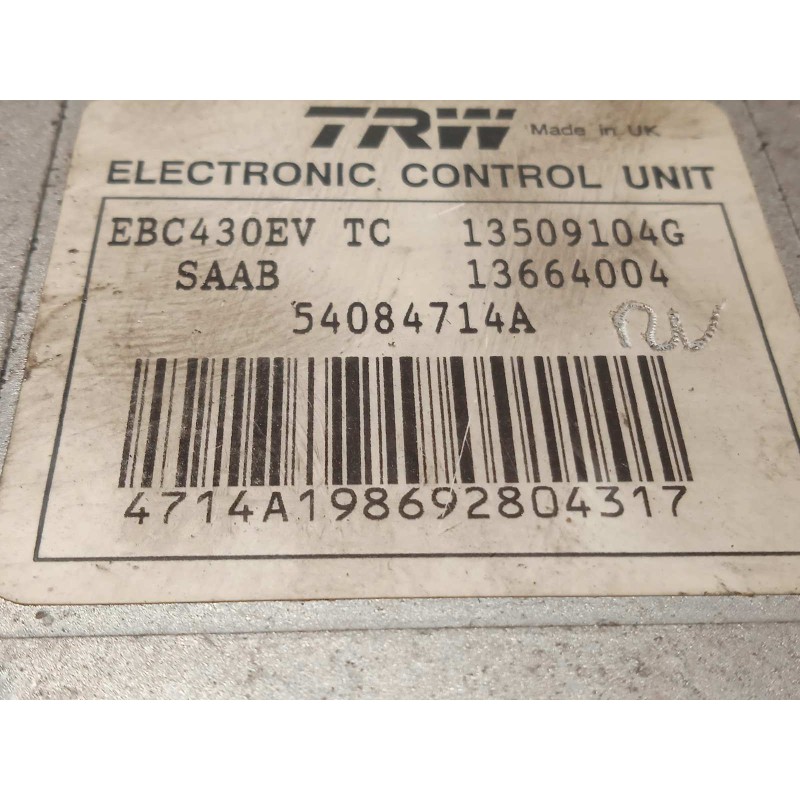 TRW Made in UK
ELECTRONIC CONTROL UNIT
EBC430EV TC 13509104G
SAAB 13664004
54084714A
4714A198692804317